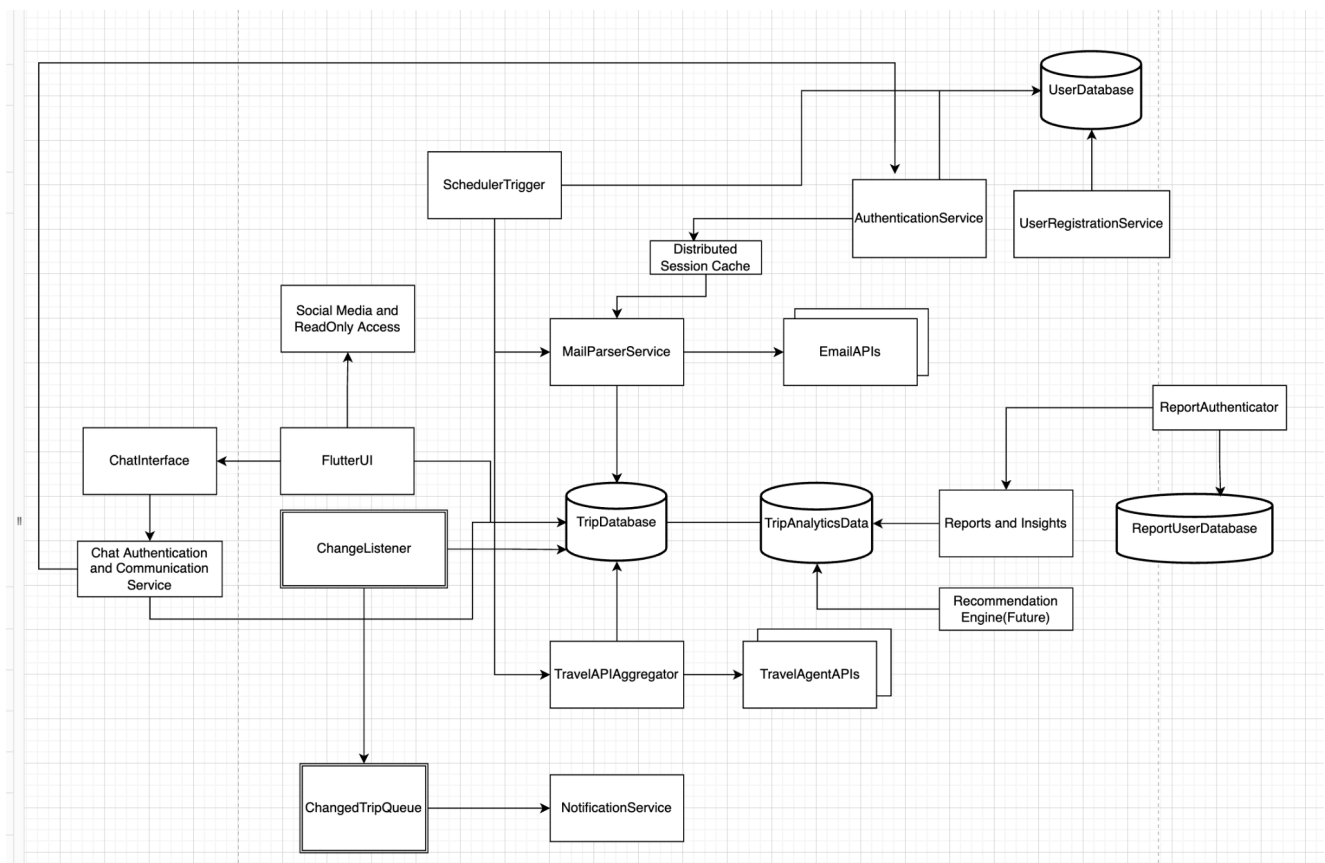 UserDatabase
SchedulerTrigger
AuthenticationService
UserRegistrationService
Distributed
Session Cache
Social Media and
ReadOnly Access
MailParserService
EmailAPIs
ReportAuthenticator
ChatInterface
FlutterUI
TripDatabase
TripAnalyticsData
Reports and Insights
ReportUserDatabase
ChangeListener
Chat Authentication
and Communication
Service
Recommendation
Engine(Future)
TravelAPIAggregator
TravelAgentAPIs
ChangedTripQueue
NotificationService